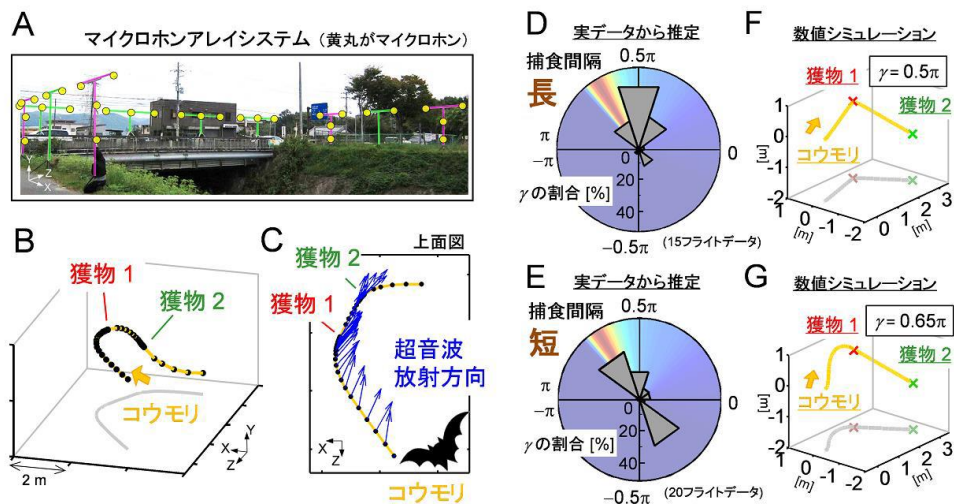 A
マイクロホンアレイシステム（黄丸がマイクロホン）
Y
Z
X
B
獲物 1
獲物 2
コウモリ
X
Y
Z
2 m
C
上面図
獲物 2
獲物 1
超音波
放射方向
X
Z
コウモリ
D
実データから推定
捕食間隔
長
0.5π
π
−π
0
0
20
40
γの割合 [%]
−0.5π
(15フライトデータ)
E
実データから推定
捕食間隔
短
0.5π
π
−π
0
0
20
40
γの割合 [%]
−0.5π
(20フライトデータ)
F
数値シミュレーション
獲物 1
γ = 0.5π
獲物 2
コウモリ
[m]
2
1
0
-1
-2
1
0
-1
-2
[m]
0
1
2
3
[m]
G
数値シミュレーション
γ = 0.65π
獲物 1
獲物 2
コウモリ
[m]
2
1
0
-1
-2
1
0
-1
-2
[m]
0
1
2
3
[m]